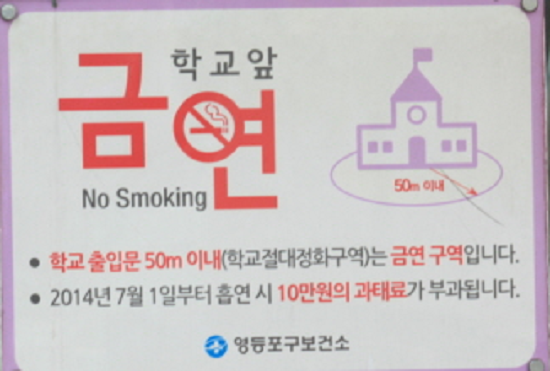 학교앞
금연
No Smoking
50m 이내
• 학교 출입문 50m 이내(학교절대정화구역)는 금연 구역입니다.
• 2014년 7월 1일부터 흡연 시 10만원의 과태료가 부과됩니다.
영등포구보건소